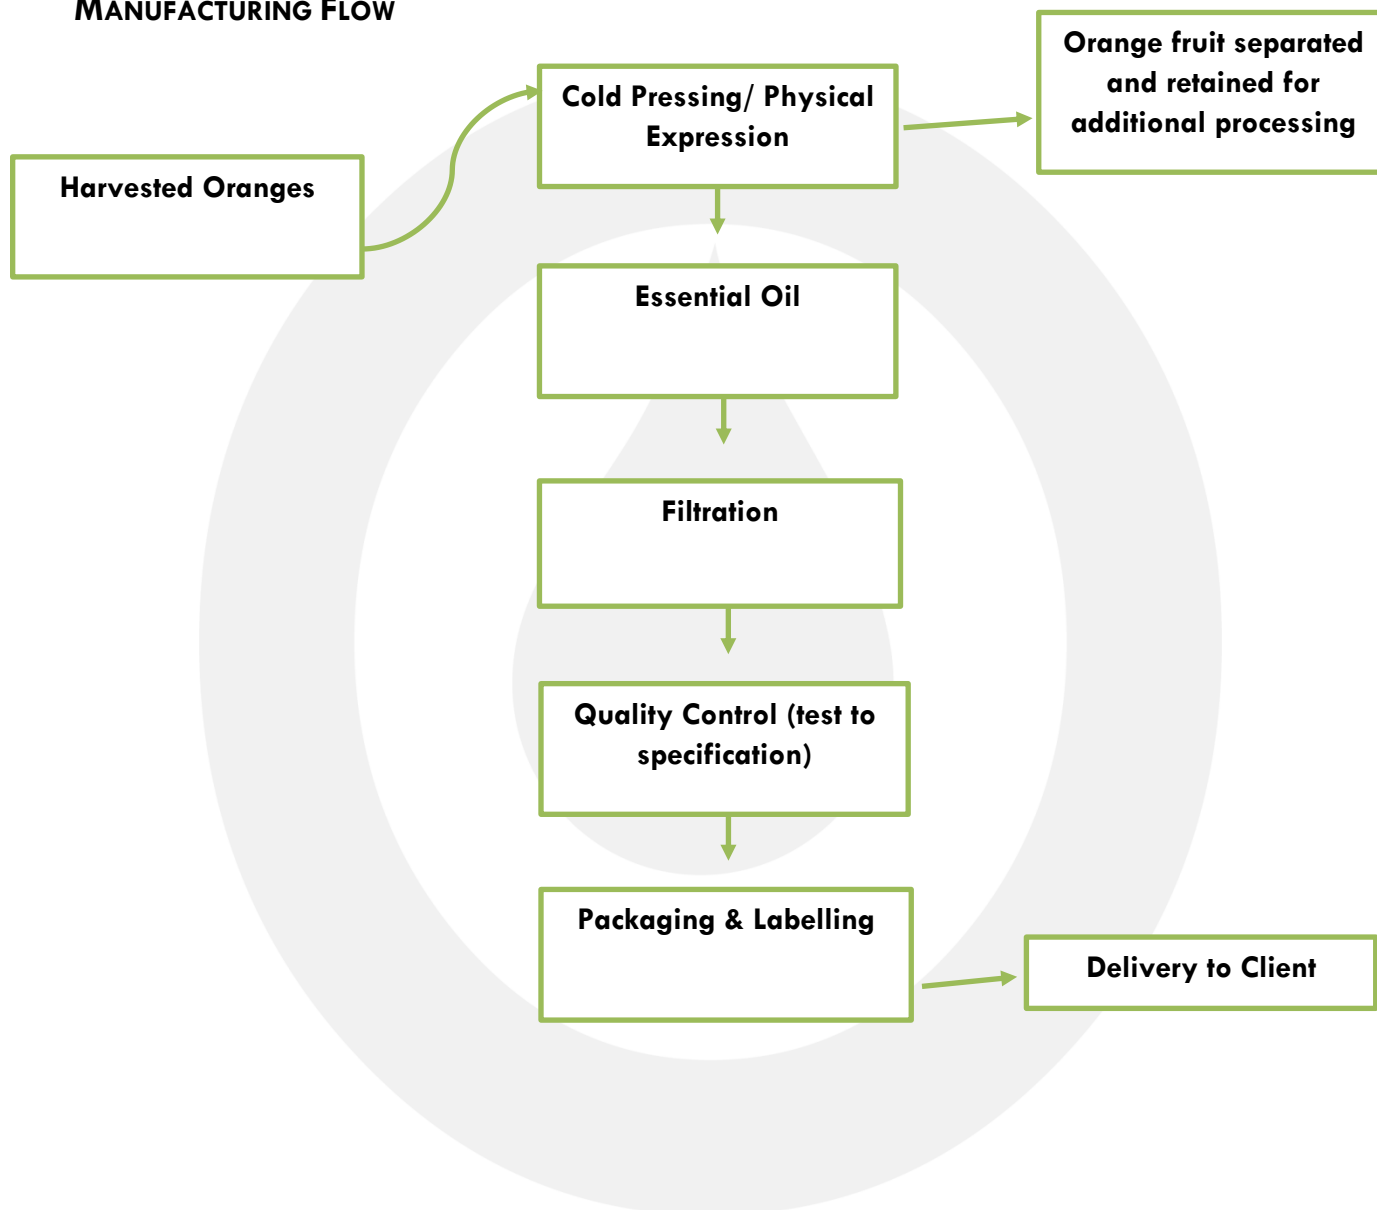 MANUFACTURING FLOW
Orange fruit separated
and retained for
additional processing
Cold Pressing/ Physical
Expression
Harvested Oranges
Essential Oil
Filtration
Quality Control (test to
specification)
Packaging & Labelling
Delivery to Client